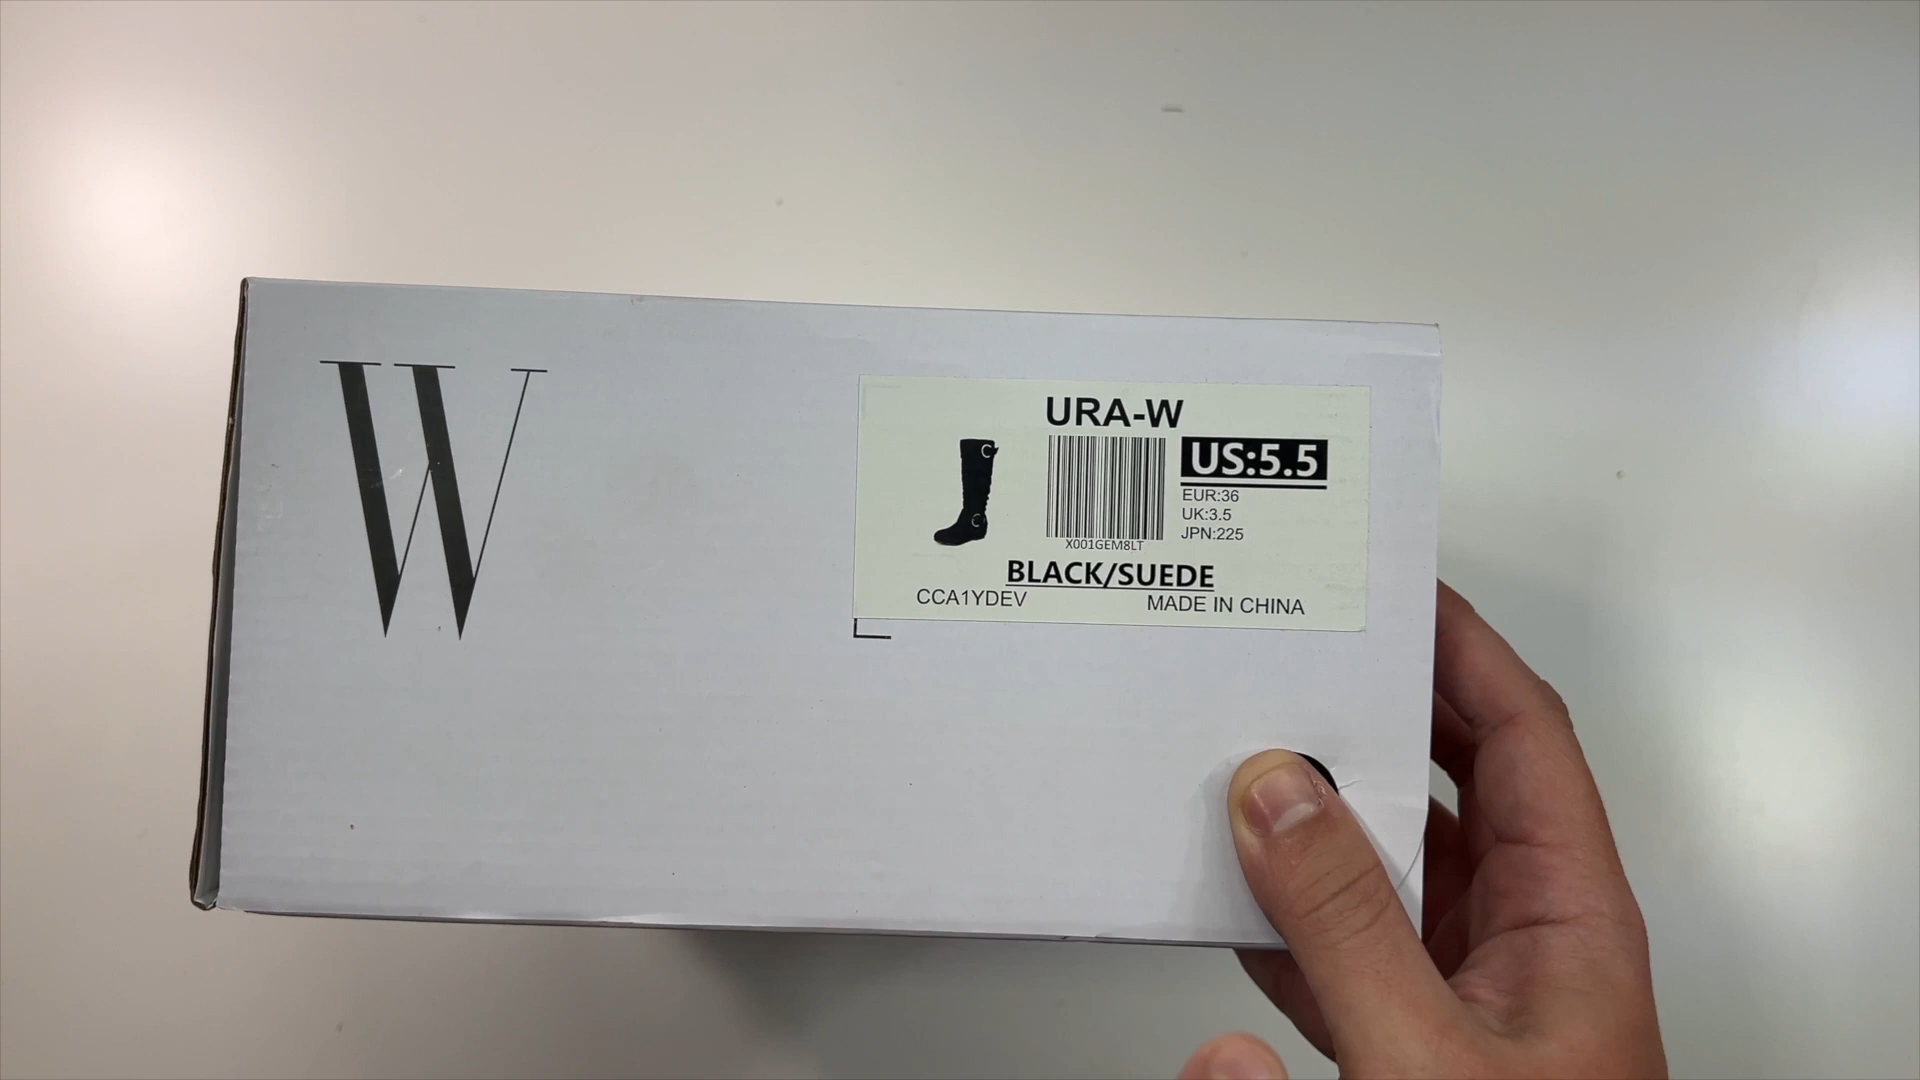 W
URA-W
US:5.5
EUR:36
UK:3.5
JPN:225
X001GEM8LT
BLACK/SUEDE
CCA1YDEV
MADE IN CHINA